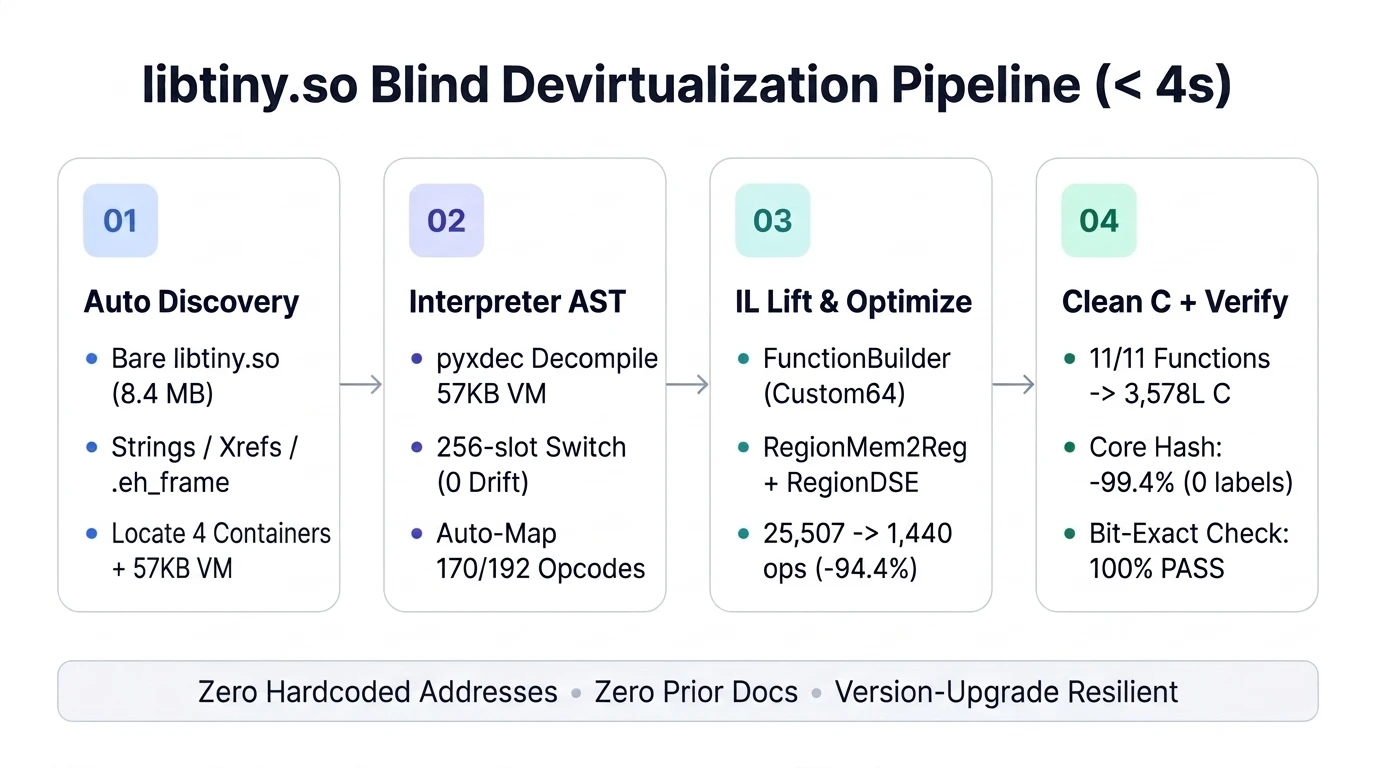 libtiny.so Blind Devirtualization Pipeline (< 4s)
01
Auto Discovery
Bare libtiny.so
(8.4 MB)
Strings / Xrefs /
.eh_frame
Locate 4 Containers
+ 57KB VM
02
Interpreter AST
pyxdec Decompile
57KB VM
256-slot Switch
(0 Drift)
Auto-Map
170/192 Opcodes
03
IL Lift & Optimize
FunctionBuilder
(Custom64)
RegionMem2Reg
+ RegionDSE
25,507 -> 1,440
ops (-94.4%)
04
Clean C + Verify
11/11 Functions
-> 3,578L C
Core Hash:
-99.4% (0 labels)
Bit-Exact Check:
100% PASS
Zero Hardcoded Addresses • Zero Prior Docs • Version-Upgrade Resilient